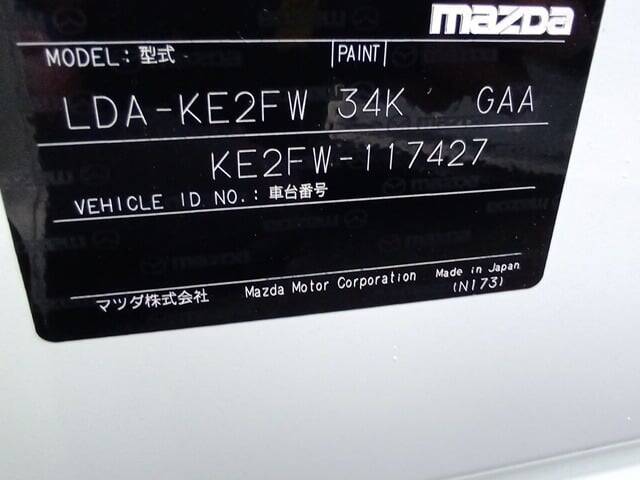 mazda
MODEL: 型式 PAINT
LDA-KE2FW 34K GAA
KE2FW-117427
VEHICLE ID NO.: 車台番号
マツダ株式会社 Mazda Motor Corporation Made in Japan
(N173)